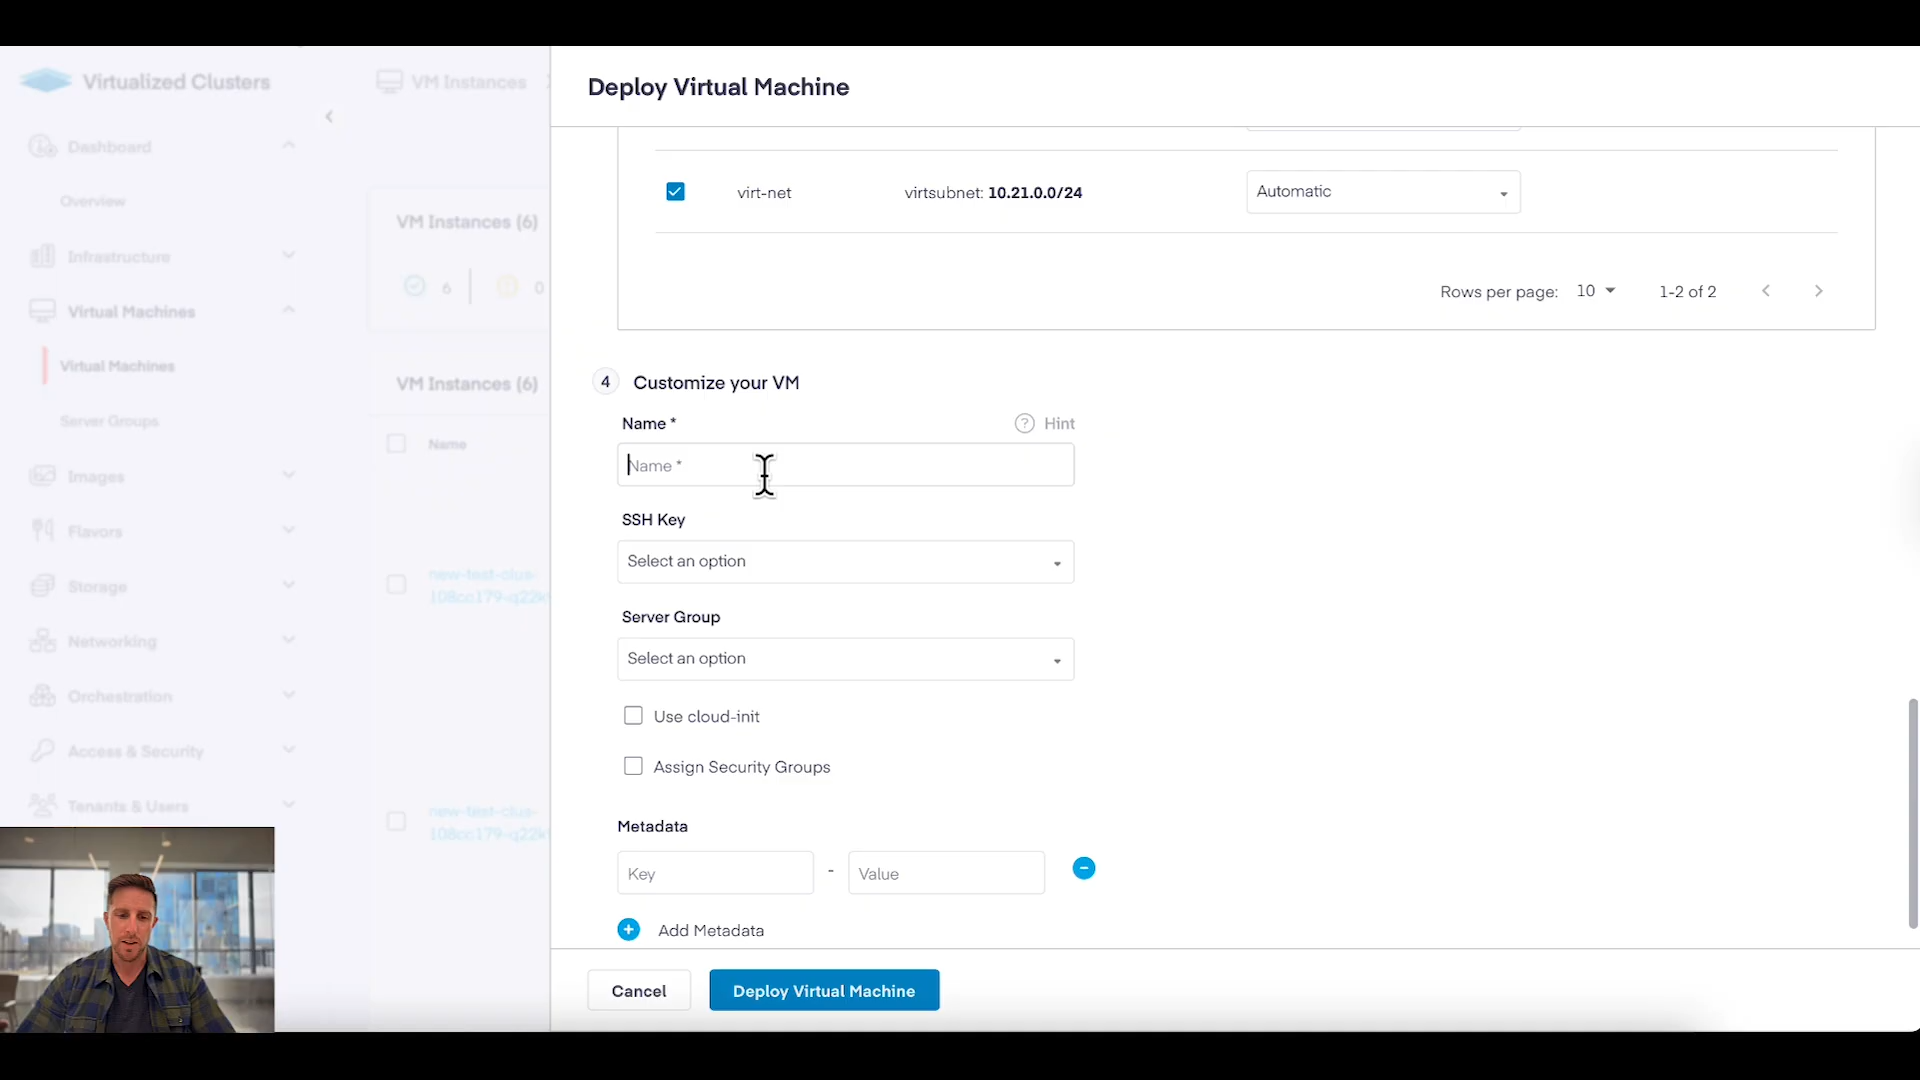 Virtualized Clusters
VM Instances
Deploy Virtual Machine
Dashboard
Overview
Infrastructure
Virtual Machines
Virtual Machines
Server Groups
Images
Flavors
Storage
Networking
Orchestration
Access & Security
Tenants & Users
VM Instances (6)
6
0
VM Instances (6)
Name
new-test-clus-
108cc179-q22k
new-test-clus-
108cc179-q22k
virt-net
virtsubnet: 10.21.0.0/24
Automatic
Rows per page: 10
1-2 of 2
4 Customize your VM
Name *
? Hint
Name *
SSH Key
Select an option
Server Group
Select an option
Use cloud-init
Assign Security Groups
Metadata
Key - Value
Add Metadata
Cancel
Deploy Virtual Machine